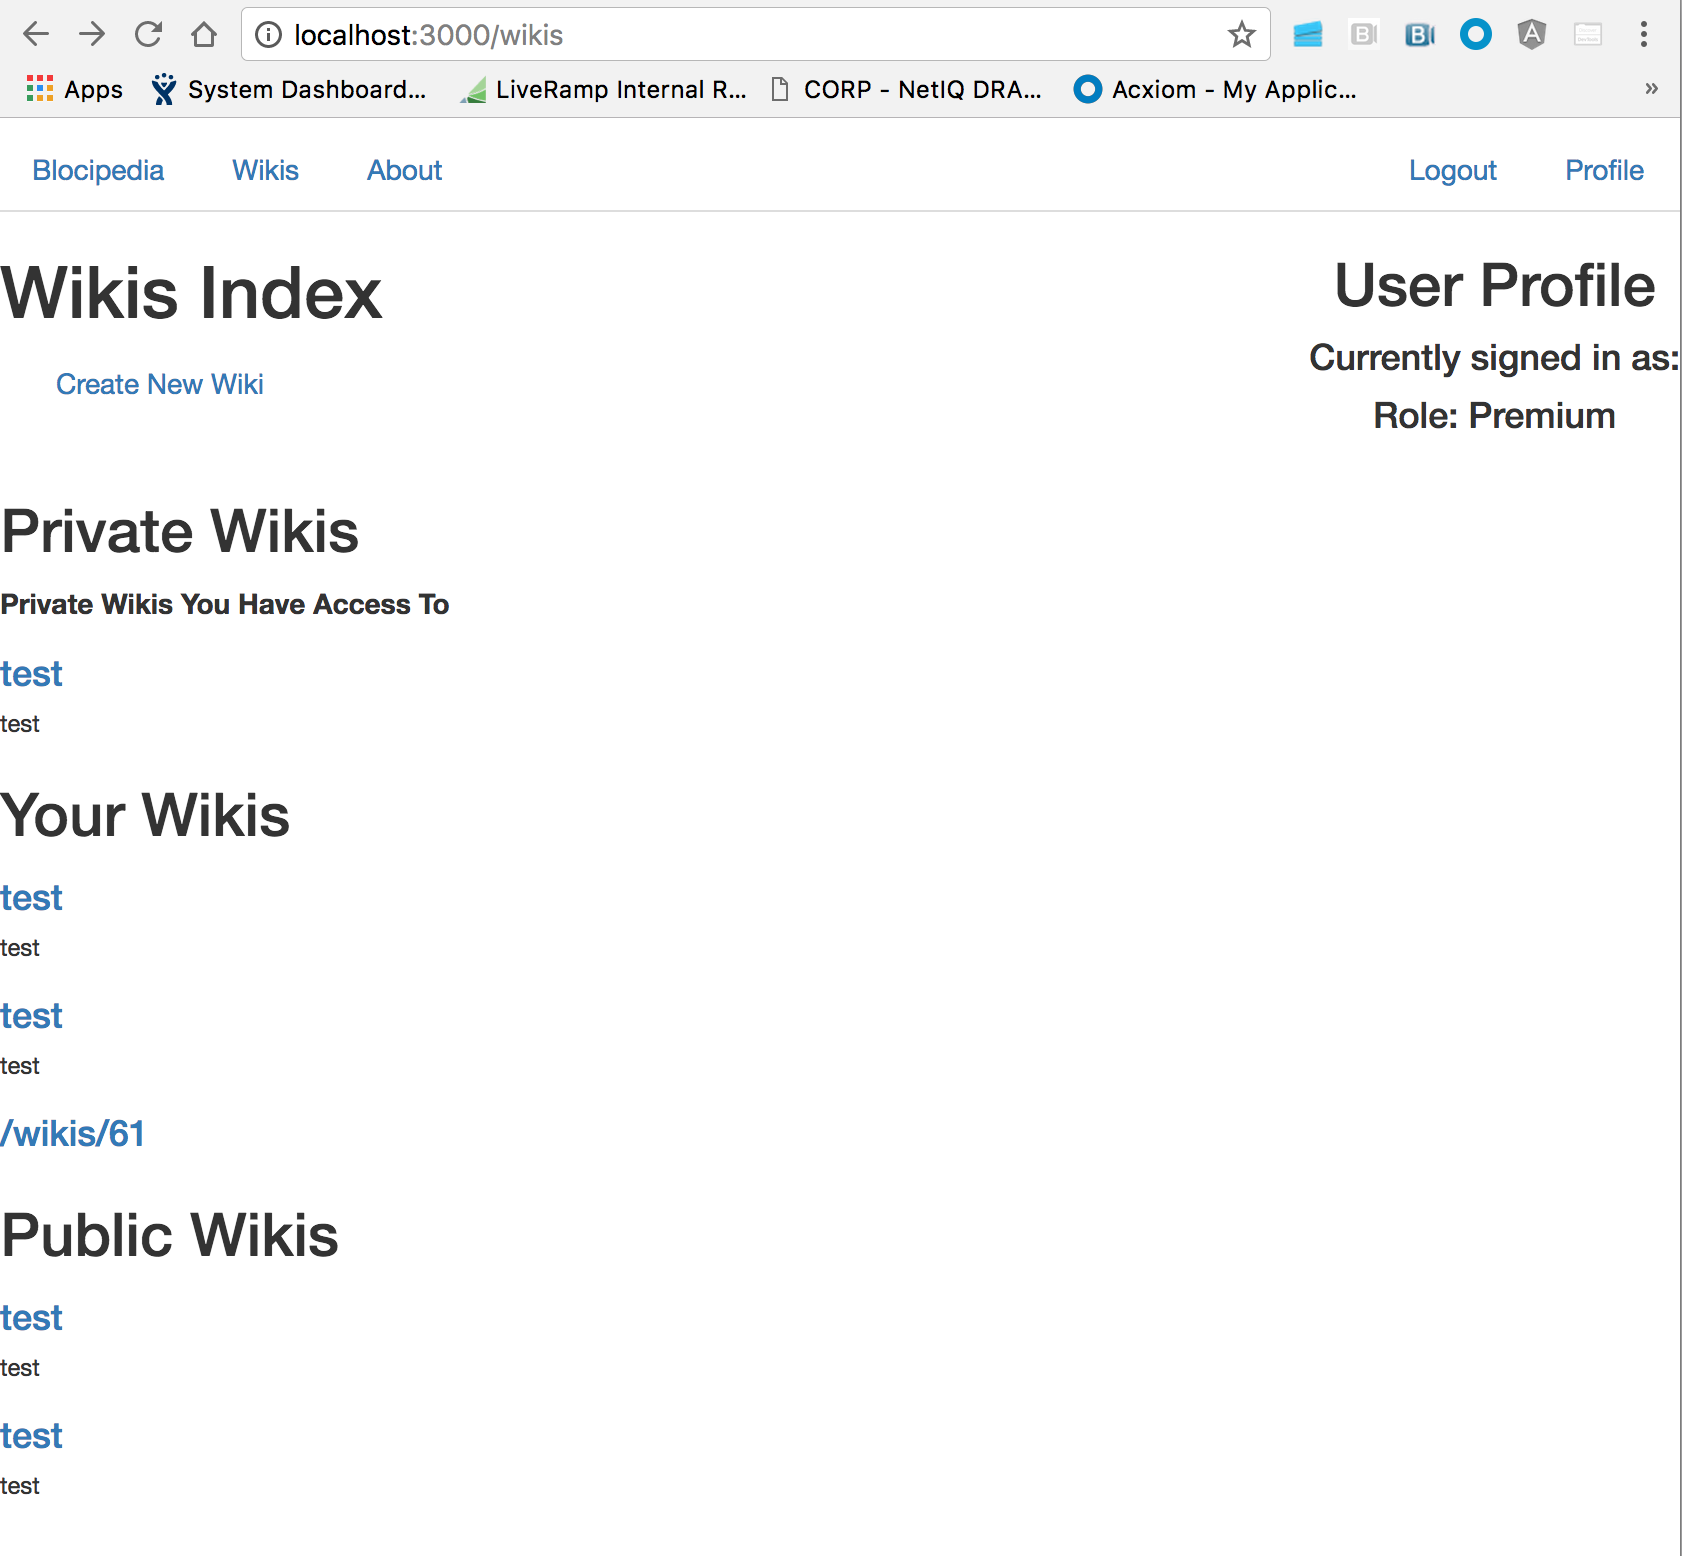 localhost:3000/wikis
Apps System Dashboard... LiveRamp Internal R... CORP - NetIQ DRA... Acxiom - My Applic... »
Blocipedia Wikis About Logout Profile
Wikis Index
User Profile
Currently signed in as:
Create New Wiki
Role: Premium
Private Wikis
Private Wikis You Have Access To
test
test
Your Wikis
test
test
test
test
/wikis/61
Public Wikis
test
test
test
test